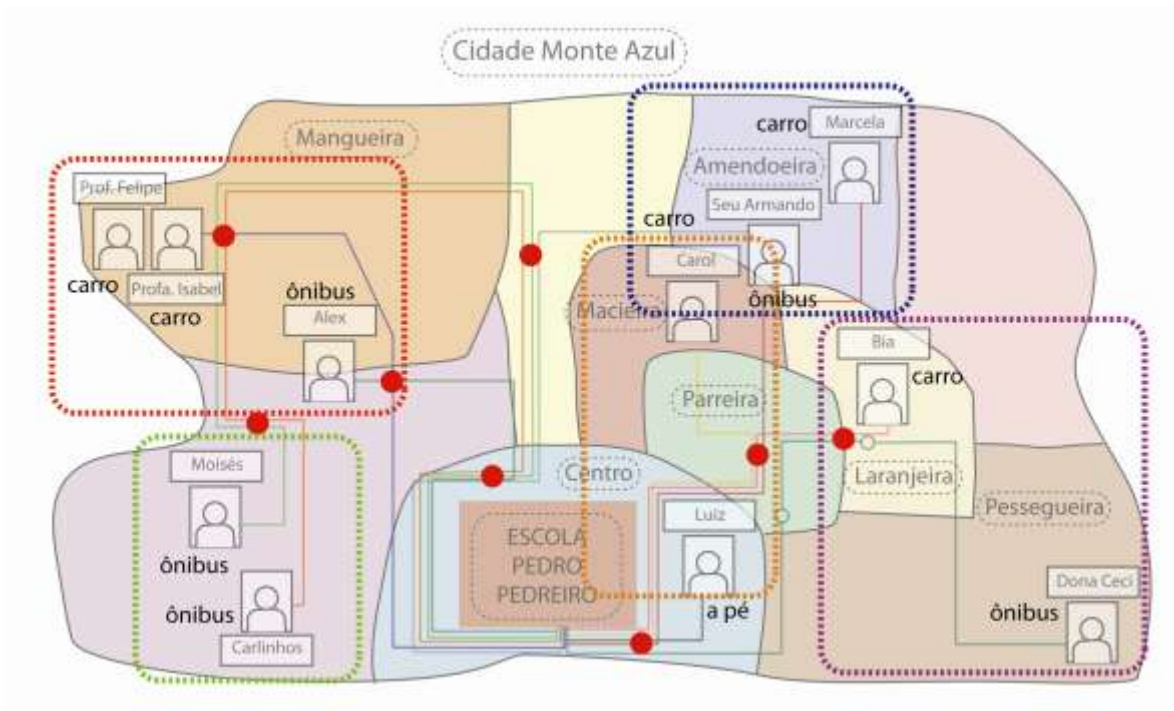 Cidade Monte Azul
Mangueira
carro
Marcela
Amendoeira
Prof. Felipe
Seu Armando
carro
Carol
carro
Profa. Isabel
carro
ônibus
Alex
ônibus
Macieira
Bia
carro
Parreira
Moisés
Centro
Laranjeira
Luiz
Pessegueira
ESCOLA
PEDRO
PEDREIRO
ônibus
Dona Ceci
ônibus
a pé
ônibus
Carlinhos